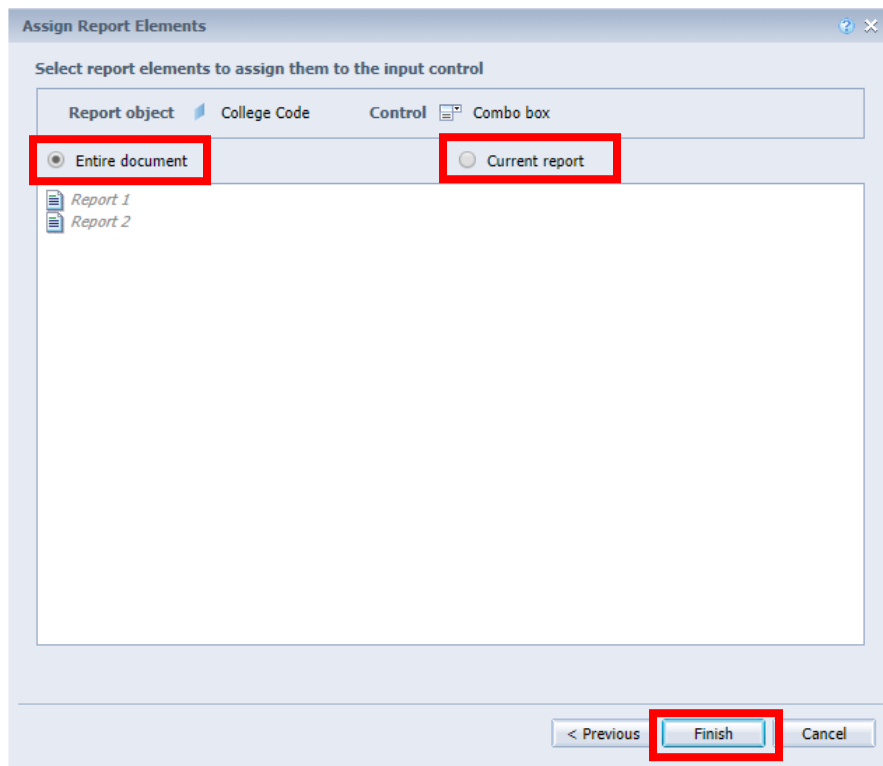 Assign Report Elements
Select report elements to assign them to the input control
Report object College Code Control Combo box
Entire document Current report
Report 1
Report 2
< Previous Finish Cancel